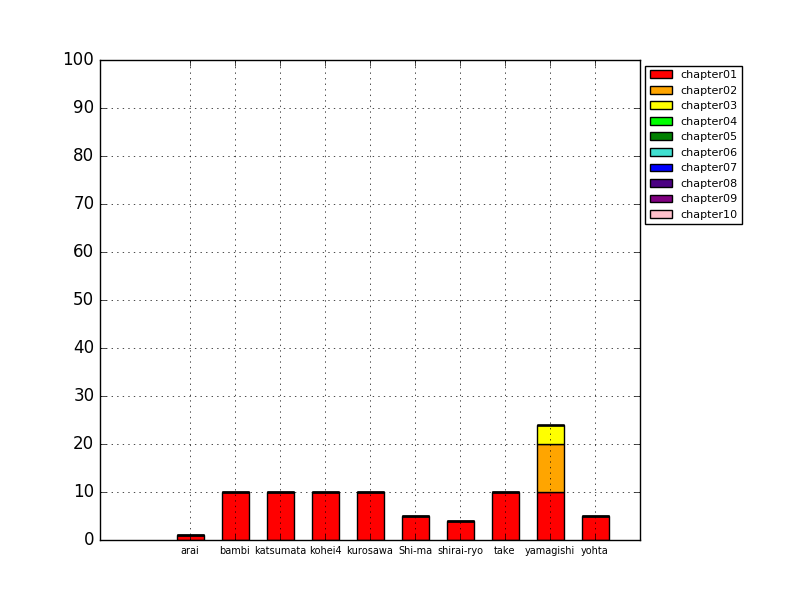 100
90
80
70
60
50
40
30
20
10
0
arai bambi katsumata kohei4 kurosawa Shi-ma shirai-ryo take yamagishi yohta
chapter01
chapter02
chapter03
chapter04
chapter05
chapter06
chapter07
chapter08
chapter09
chapter10